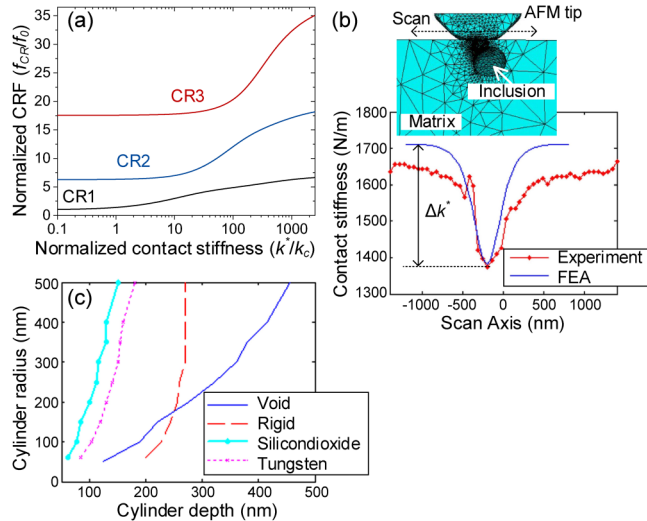 (a)
Normalized CRF (f_CR/f_0)
35
30
25
20
15
10
5
0
CR3
CR2
CR1
0.1 1 10 100 1000
Normalized contact stiffness (k*/k_c)
(b)
Scan
AFM tip
Inclusion
Matrix
Contact stiffness (N/m)
1800
1700
1600
1500
1400
1300
Δk*
Experiment
FEA
-1000 -500 0 500 1000
Scan Axis (nm)
(c)
Cylinder radius (nm)
500
400
300
200
100
0
Void
Rigid
Silicondioxide
Tungsten
100 200 300 400 500
Cylinder depth (nm)